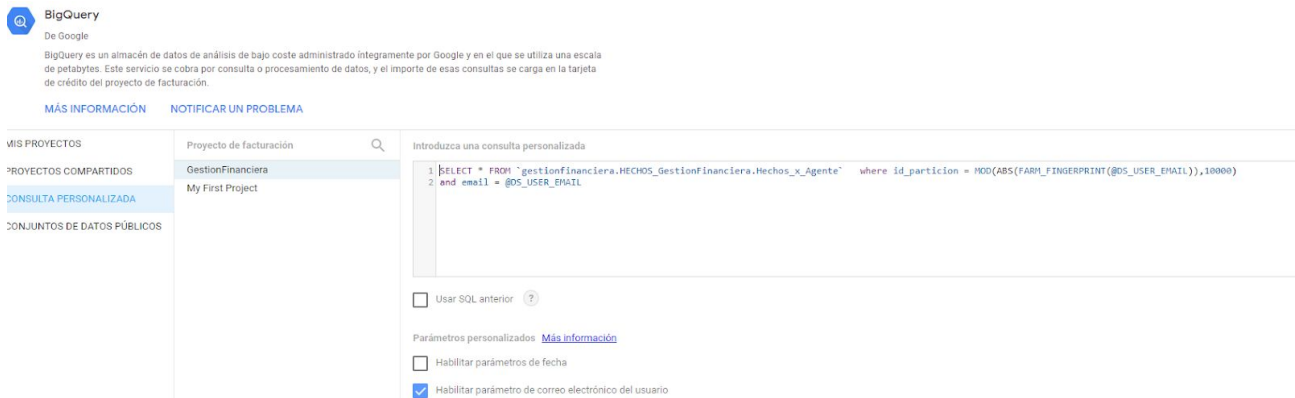 BigQuery
De Google
BigQuery es un almacén de datos de análisis de bajo coste administrado íntegramente por Google y en el que se utiliza una escala
de petabytes. Este servicio se cobra por consulta o procesamiento de datos, y el importe de esas consultas se carga en la tarjeta
de crédito del proyecto de facturación.
MÁS INFORMACIÓN NOTIFICAR UN PROBLEMA
MIS PROYECTOS
PROYECTOS COMPARTIDOS
CONSULTA PERSONALIZADA
CONJUNTOS DE DATOS PÚBLICOS
Proyecto de facturación
GestionFinanciera
My First Project
Introduzca una consulta personalizada
1 SELECT * FROM `gestionfinanciera.HECHOS_GestionFinanciera.Hechos_x_Agente` where id_particion = MOD(ABS(FARM_FINGERPRINT(@DS_USER_EMAIL)),10000)
2 and email = @DS_USER_EMAIL
Usar SQL anterior ?
Parámetros personalizados Más información
Habilitar parámetros de fecha
Habilitar parámetro de correo electrónico del usuario